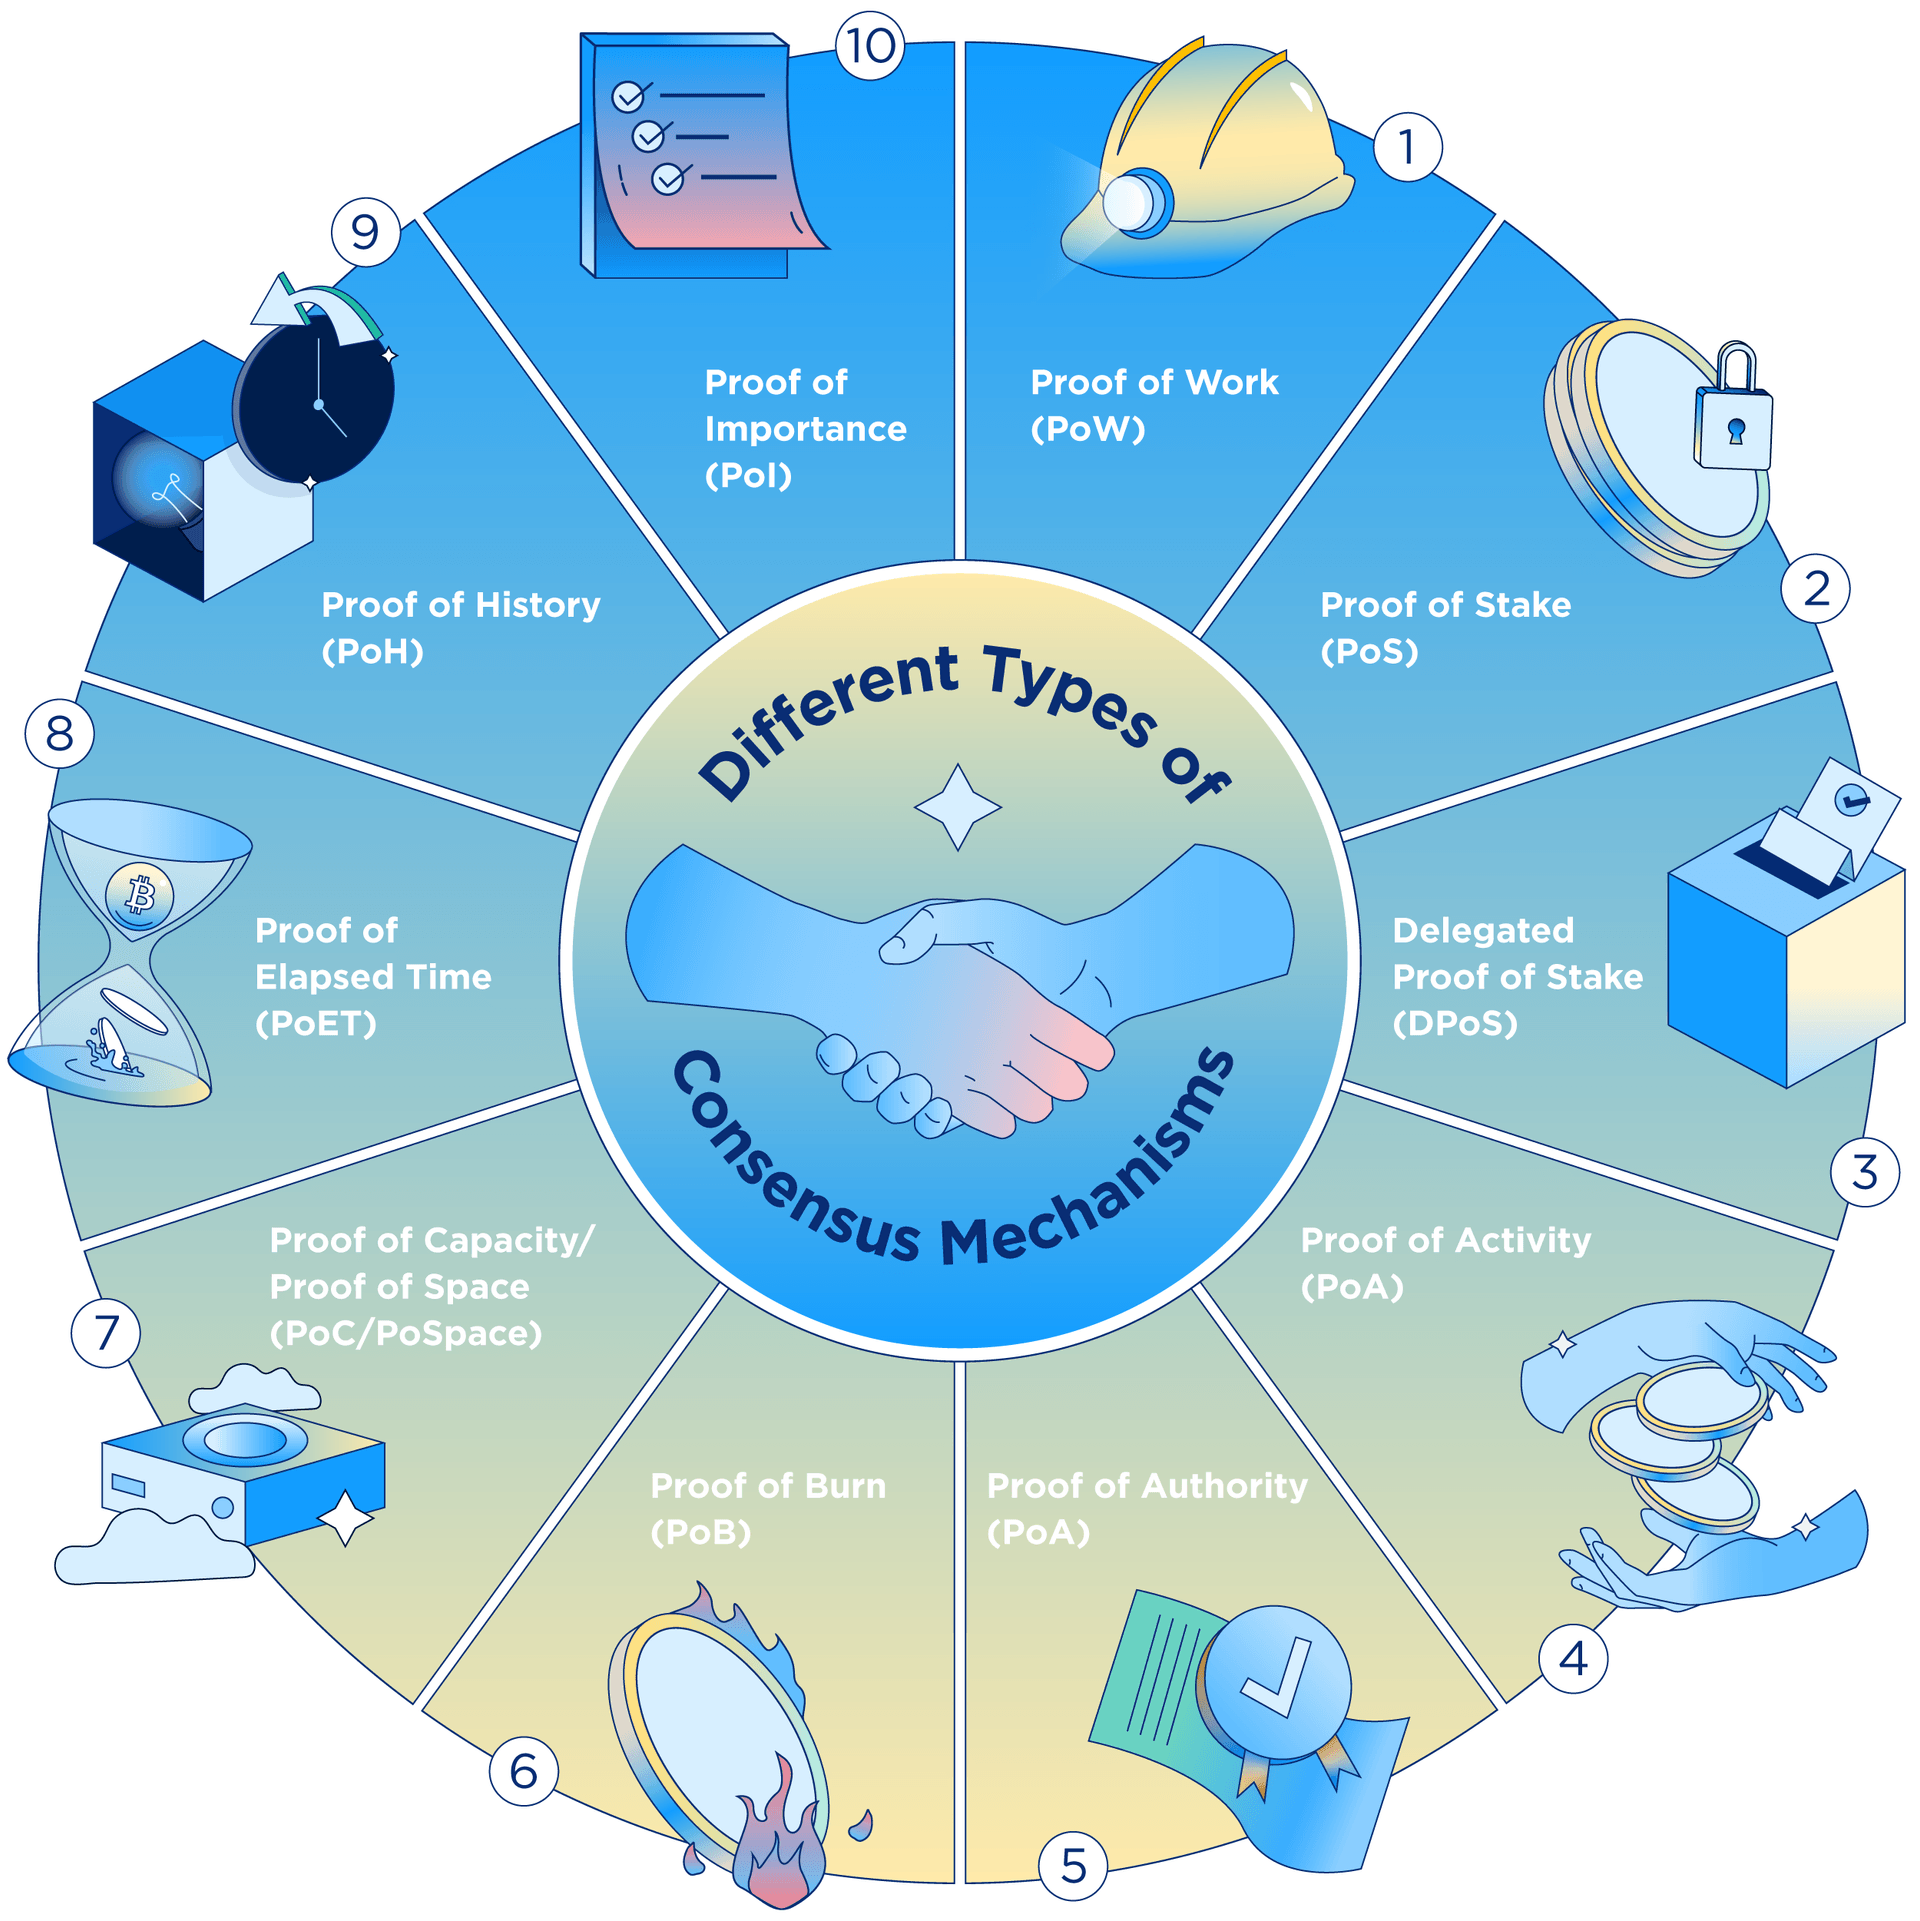 Different Types of
Consensus Mechanisms
1
Proof of Work
(PoW)
2
Proof of Stake
(PoS)
3
Delegated
Proof of Stake
(DPoS)
4
Proof of Activity
(PoA)
5
Proof of Authority
(PoA)
6
Proof of Burn
(PoB)
7
Proof of Capacity/
Proof of Space
(PoC/PoSpace)
8
Proof of
Elapsed Time
(PoET)
9
Proof of History
(PoH)
10
Proof of
Importance
(PoI)